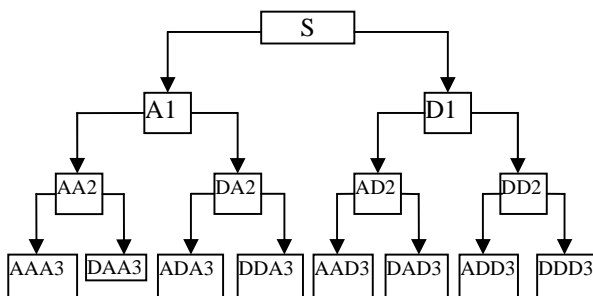 S
A1 D1
AA2 DA2 AD2 DD2
AAA3 DAA3 ADA3 DDA3 AAD3 DAD3 ADD3 DDD3